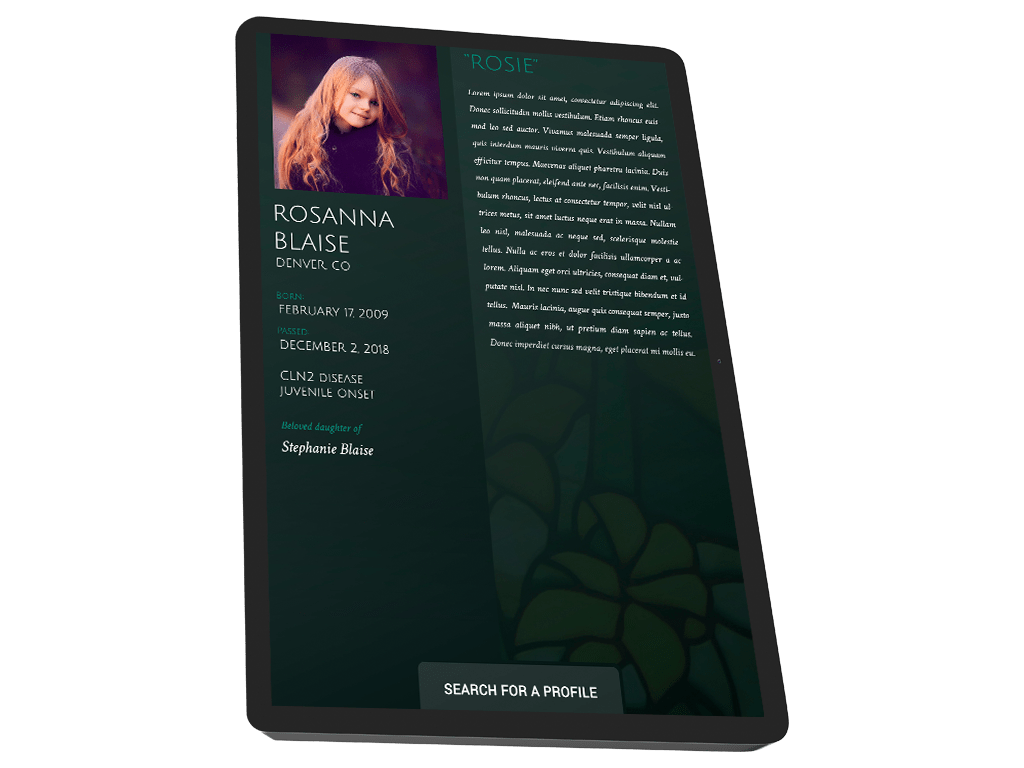 ROSANNA
BLAISE
DENVER, CO
BORN:
FEBRUARY 17, 2009
PASSED:
DECEMBER 2, 2018
CLN2 DISEASE
JUVENILE ONSET
Beloved daughter of
Stephanie Blaise
"ROSIE"
Lorem ipsum dolor sit amet, consectetur adipiscing elit.
Donec sollicitudin mollis vestibulum. Etiam rhoncus euis
mod leo sed auctor. Vivamus malesuada semper ligula,
quis interdum mauris viverra quis. Vestibulum aliquam
efficitur tempus. Maecenas aliquet pharetra lacinia. Duis
non quam placerat, eleifend ante nec, facilisis enim. Vesti-
bulum rhoncus, lectus at consectetur tempor, velit nisl ul-
trices metus, sit amet luctus neque erat in massa. Nullam
leo nisl, malesuada ac neque sed, scelerisque molestie
tellus. Nulla ac eros et dolor facilisis ullamcorper a ac
lorem. Aliquam eget orci ultricies, consequat diam et, vul-
putate nisl. In nec nunc sed velit tristique bibendum et id
tellus. Mauris lacinia, augue quis consequat semper, justo
massa aliquet nibh, ut pretium diam sapien ac tellus.
Donec imperdiet cursus magna, eget placerat mi mollis eu.
SEARCH FOR A PROFILE